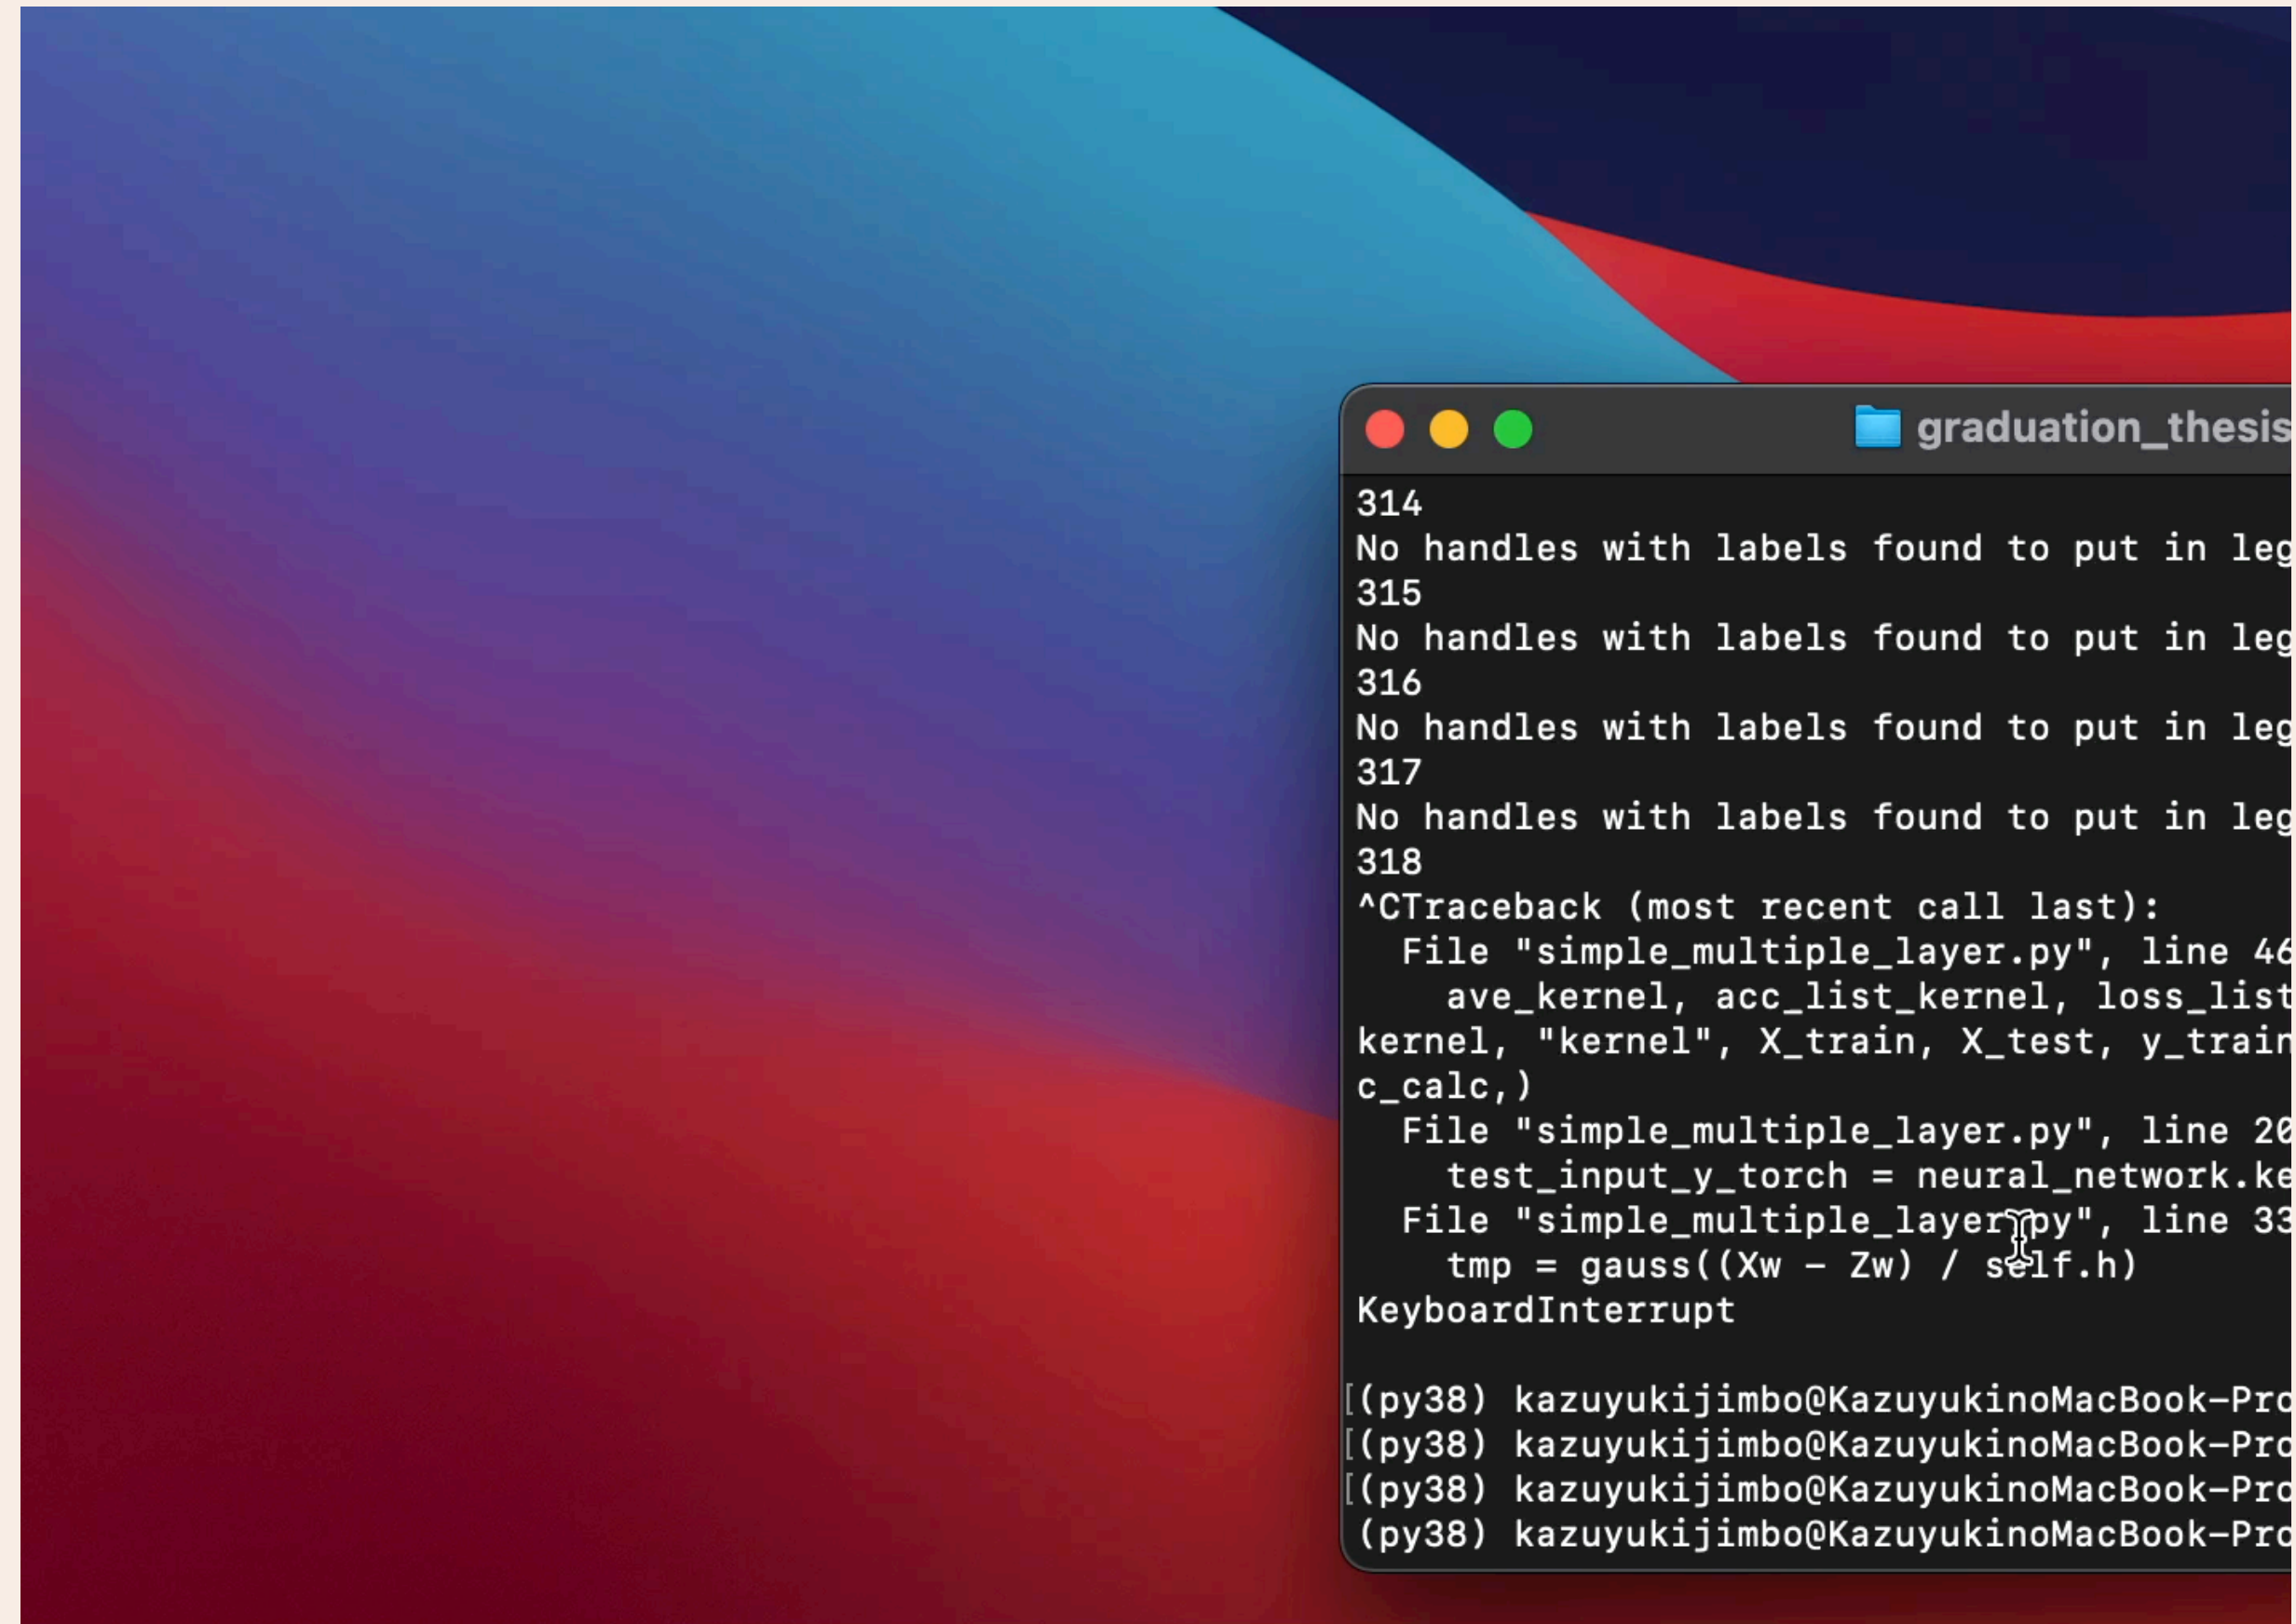 graduation_thesis
314
No handles with labels found to put in leg
315
No handles with labels found to put in leg
316
No handles with labels found to put in leg
317
No handles with labels found to put in leg
318
^CTraceback (most recent call last):
  File "simple_multiple_layer.py", line 46
    ave_kernel, acc_list_kernel, loss_list
kernel, "kernel", X_train, X_test, y_train
c_calc,)
  File "simple_multiple_layer.py", line 20
    test_input_y_torch = neural_network.ke
  File "simple_multiple_layer.py", line 33
    tmp = gauss((Xw - Zw) / self.h)
KeyboardInterrupt
[(py38) kazuyukijimbo@KazuyukinoMacBook-Pro
[(py38) kazuyukijimbo@KazuyukinoMacBook-Pro
[(py38) kazuyukijimbo@KazuyukinoMacBook-Pro
(py38) kazuyukijimbo@KazuyukinoMacBook-Pro